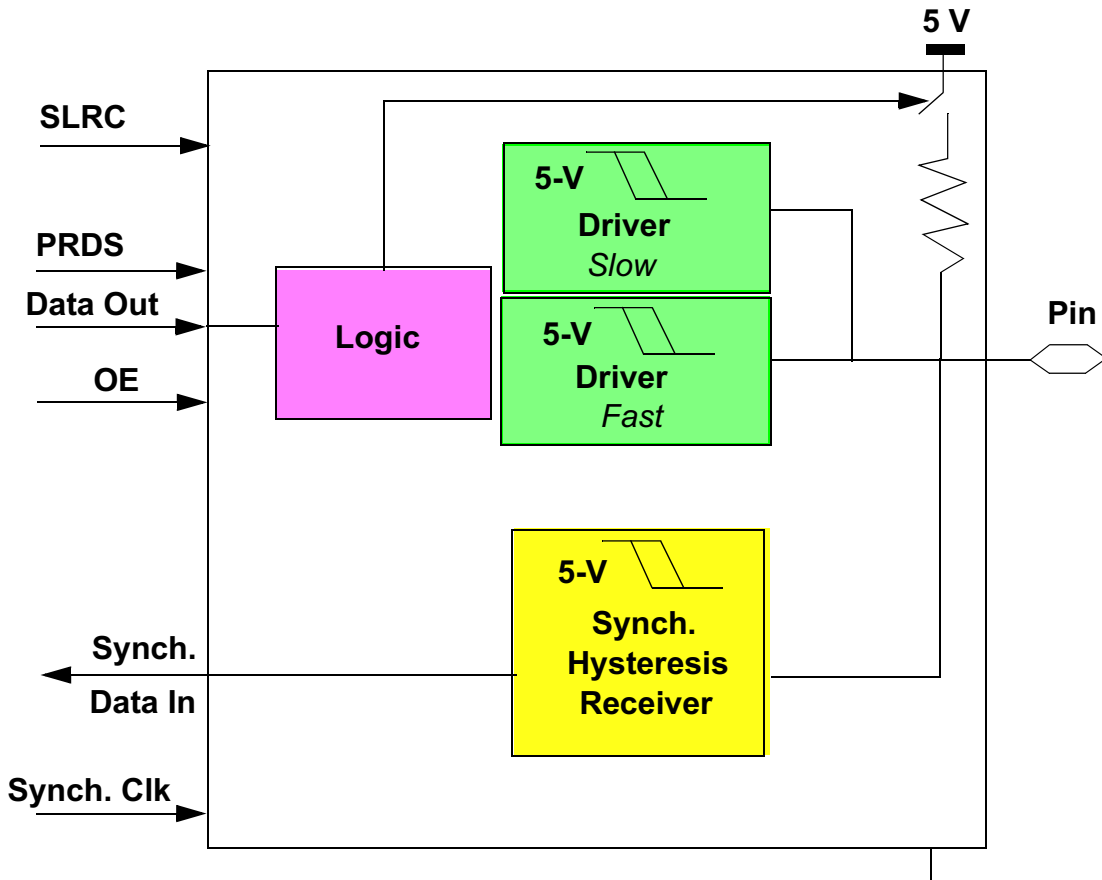 5 V
SLRC
5-V
Driver
Slow
PRDS
Data Out
Logic
OE
5-V
Driver
Fast
Pin
5-V
Synch.
Hysteresis
Receiver
Synch.
Data In
Synch. Clk